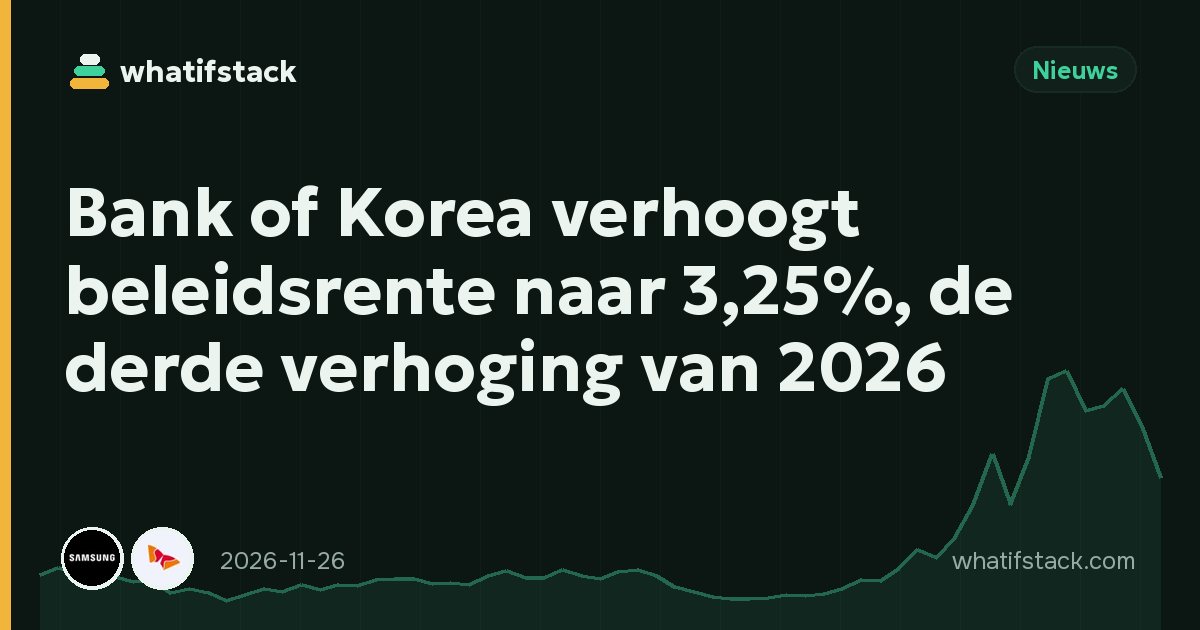 whatifstack
Nieuws
Bank of Korea verhoogt
beleidsrente naar 3,25%, de
derde verhoging van 2026
SAMSUNG
2026-11-26
whatifstack.com